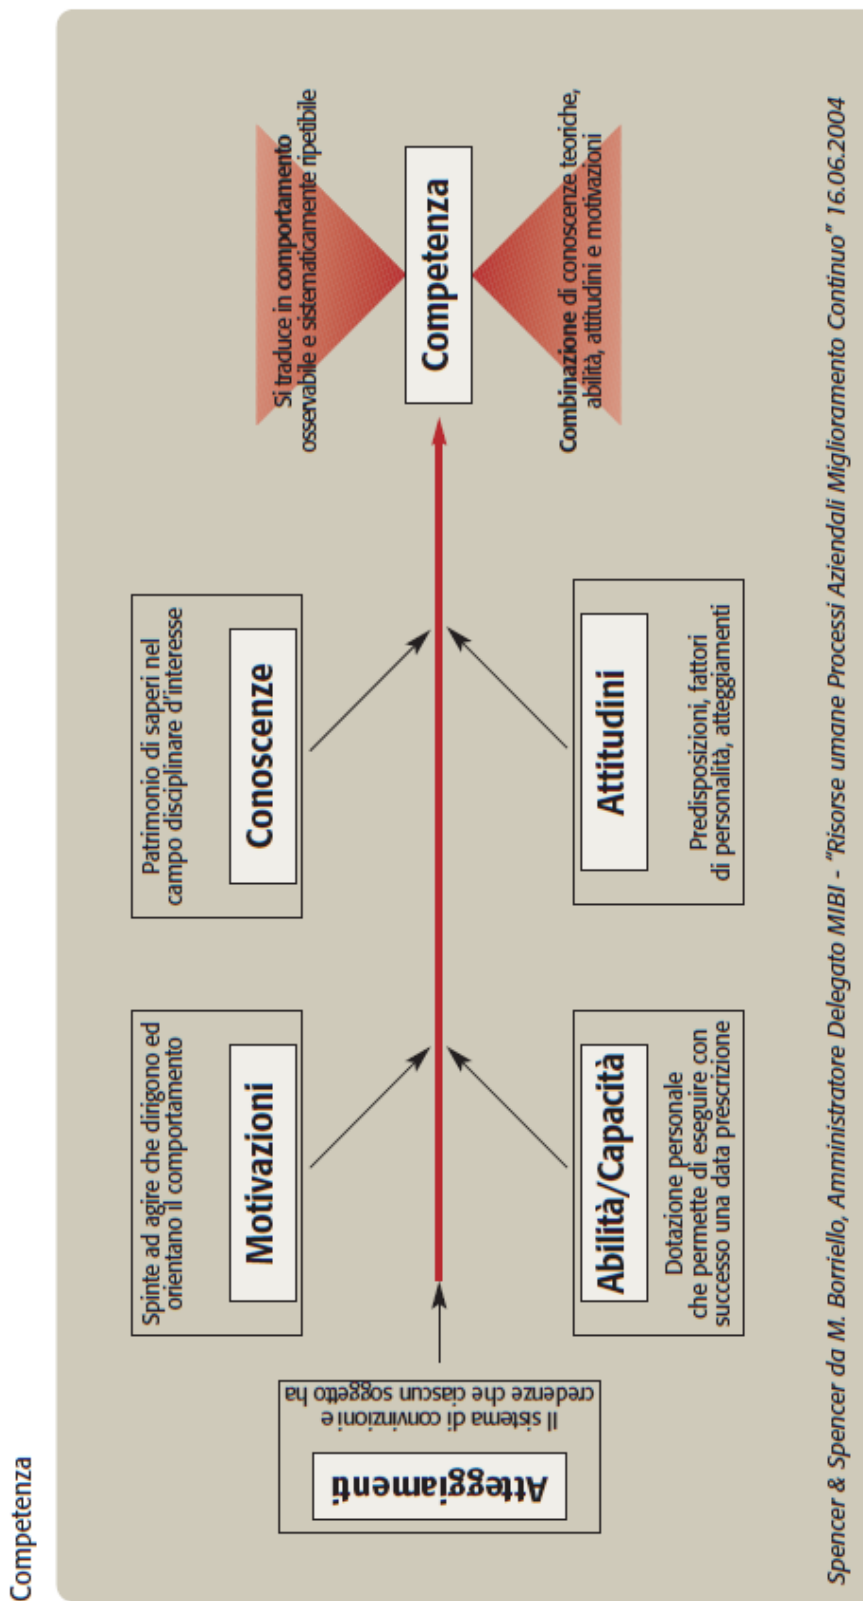 Competenza
Atteggiamenti
Il sistema di convinzioni e
credenze che ciascun soggetto ha
Spinte ad agire che dirigono ed
orientano il comportamento
Motivazioni
Patrimonio di saperi nel
campo disciplinare d'interesse
Conoscenze
Si traduce in comportamento
osservabile e sistematicamente ripetibile
Competenza
Combinazione di conoscenze teoriche,
abilità, attitudini e motivazioni
Abilità/Capacità
Dotazione personale
che permette di eseguire con
successo una data prescrizione
Attitudini
Predisposizioni, fattori
di personalità, atteggiamenti
Spencer & Spencer da M. Borriello, Amministratore Delegato MIBI - "Risorse umane Processi Aziendali Miglioramento Continuo" 16.06.2004